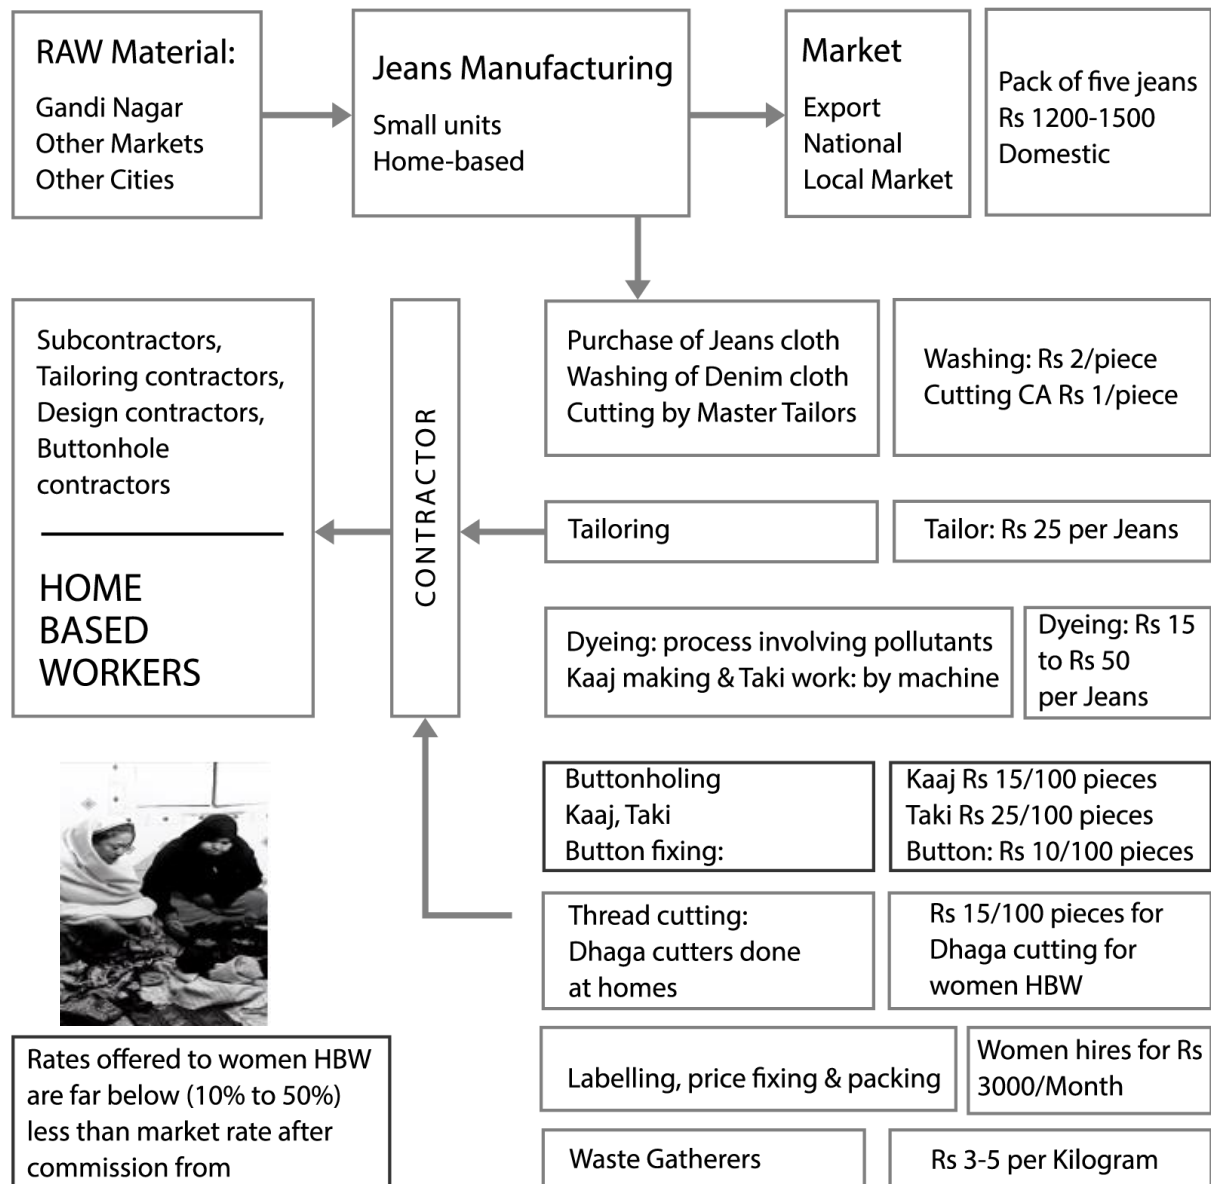 RAW Material:
Gandi Nagar
Other Markets
Other Cities
Jeans Manufacturing
Small units
Home-based
Market
Export
National
Local Market
Pack of five jeans
Rs 1200-1500
Domestic
Subcontractors,
Tailoring contractors,
Design contractors,
Buttonhole
contractors
HOME
BASED
WORKERS
CONTRACTOR
Purchase of Jeans cloth
Washing of Denim cloth
Cutting by Master Tailors
Washing: Rs 2/piece
Cutting CA Rs 1/piece
Tailoring
Tailor: Rs 25 per Jeans
Dyeing: process involving pollutants
Kaaj making & Taki work: by machine
Dyeing: Rs 15
to Rs 50
per Jeans
Buttonholing
Kaaj, Taki
Button fixing:
Kaaj Rs 15/100 pieces
Taki Rs 25/100 pieces
Button: Rs 10/100 pieces
Thread cutting:
Dhaga cutters done
at homes
Rs 15/100 pieces for
Dhaga cutting for
women HBW
Labelling, price fixing & packing
Women hires for Rs
3000/Month
Waste Gatherers
Rs 3-5 per Kilogram
Rates offered to women HBW
are far below (10% to 50%)
less than market rate after
commission from